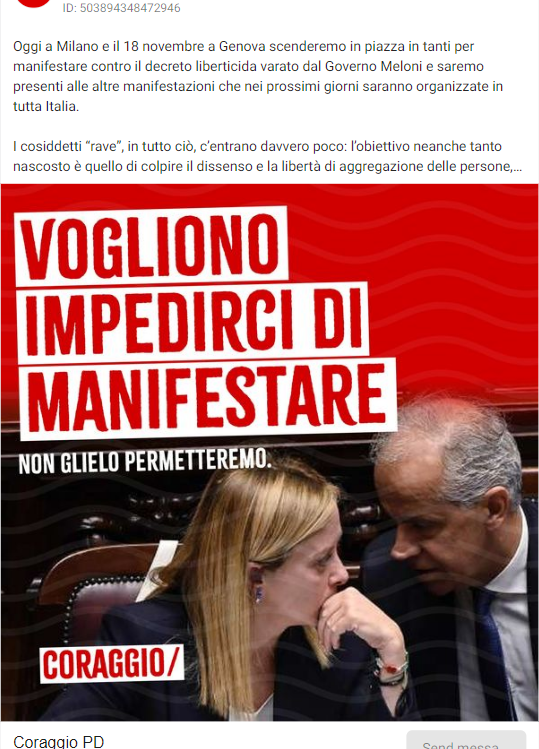 ID: 503894348472946
Oggi a Milano e il 18 novembre a Genova scenderemo in piazza in tanti per
manifestare contro il decreto liberticida varato dal Governo Meloni e saremo
presenti alle altre manifestazioni che nei prossimi giorni saranno organizzate in
tutta Italia.
I cosiddetti “rave”, in tutto ciò, c’entrano davvero poco: l’obiettivo neanche tanto
nascosto è quello di colpire il dissenso e la libertà di aggregazione delle persone,...
VOGLIONO
IMPEDIRCI DI
MANIFESTARE
NON GLIELO PERMETTEREMO.
CORAGGIO/
Coraggio PD
Send messa...